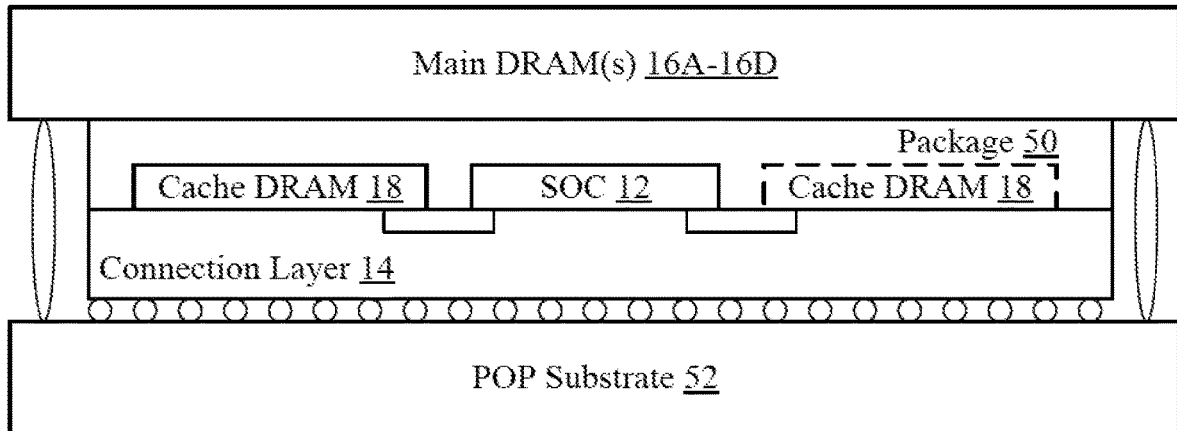 Main DRAM(s) 16A-16D
Package 50
Cache DRAM 18
SOC 12
Cache DRAM 18
Connection Layer 14
POP Substrate 52